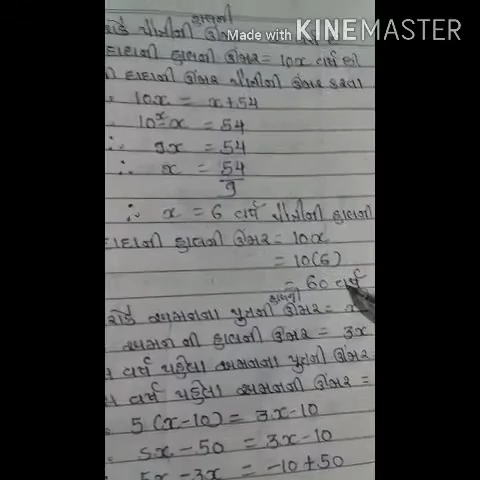 Made with KINEMASTER
હાલની
પૌત્રીની ઉંમર
દાદાની હાલની ઉંમર = 10x વર્ષ
દાદાની ઉંમર પૌત્રીની ઉંમર કરતા
10x = x+54
10x-x = 54
∴ 9x = 54
∴ x = 54/9
∴ x = 6 વર્ષ પૌત્રીની હાલની
દાદાની હાલની ઉંમર = 10x
= 10(6)
= 60 વર્ષ
હાલની
અમનના પુત્રની ઉંમર = x
અમન ની હાલની ઉંમર = 3x
વર્ષ પહેલા અમનના પુત્રની ઉંમર
વર્ષ પહેલા અમનની ઉંમર =
5(x-10) = 3x-10
5x-50 = 3x-10
5x-3x = -10+50